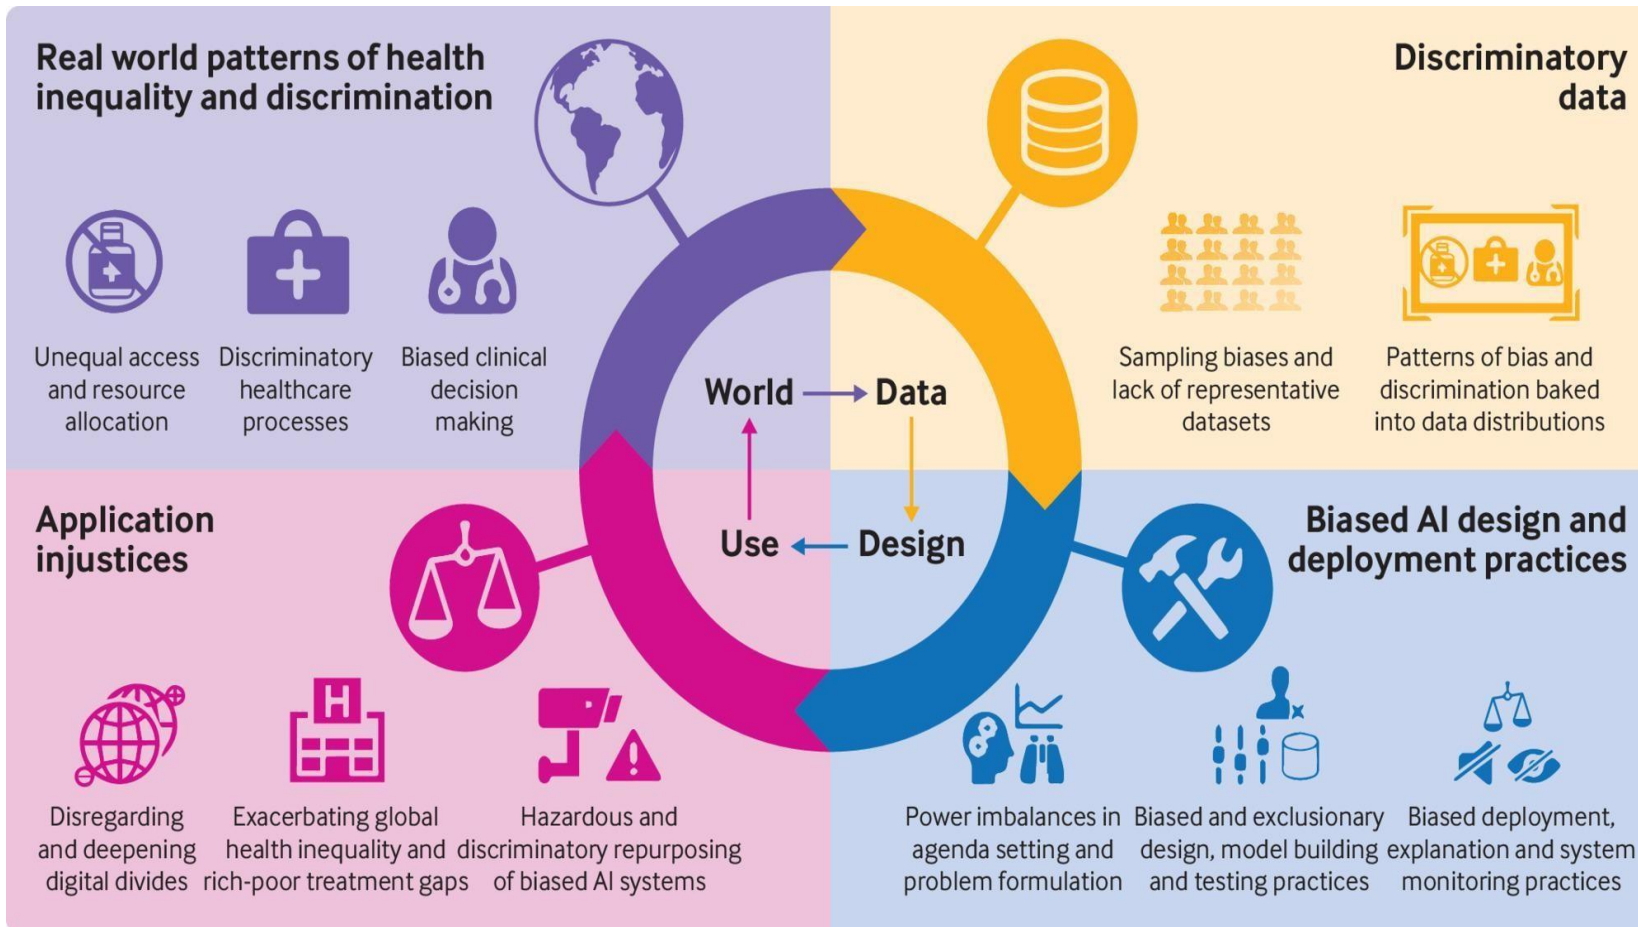 Real world patterns of health
inequality and discrimination
Unequal access
and resource
allocation
Discriminatory
healthcare
processes
Biased clinical
decision
making
Discriminatory
data
Sampling biases and
lack of representative
datasets
Patterns of bias and
discrimination baked
into data distributions
World
Data
Use
Design
Application
injustices
H
Disregarding
and deepening
digital divides
Exacerbating global
health inequality and
rich-poor treatment gaps
Hazardous and
discriminatory repurposing
of biased AI systems
Biased AI design and
deployment practices
Power imbalances in
agenda setting and
problem formulation
Biased and exclusionary
design, model building
and testing practices
Biased deployment,
explanation and system
monitoring practices